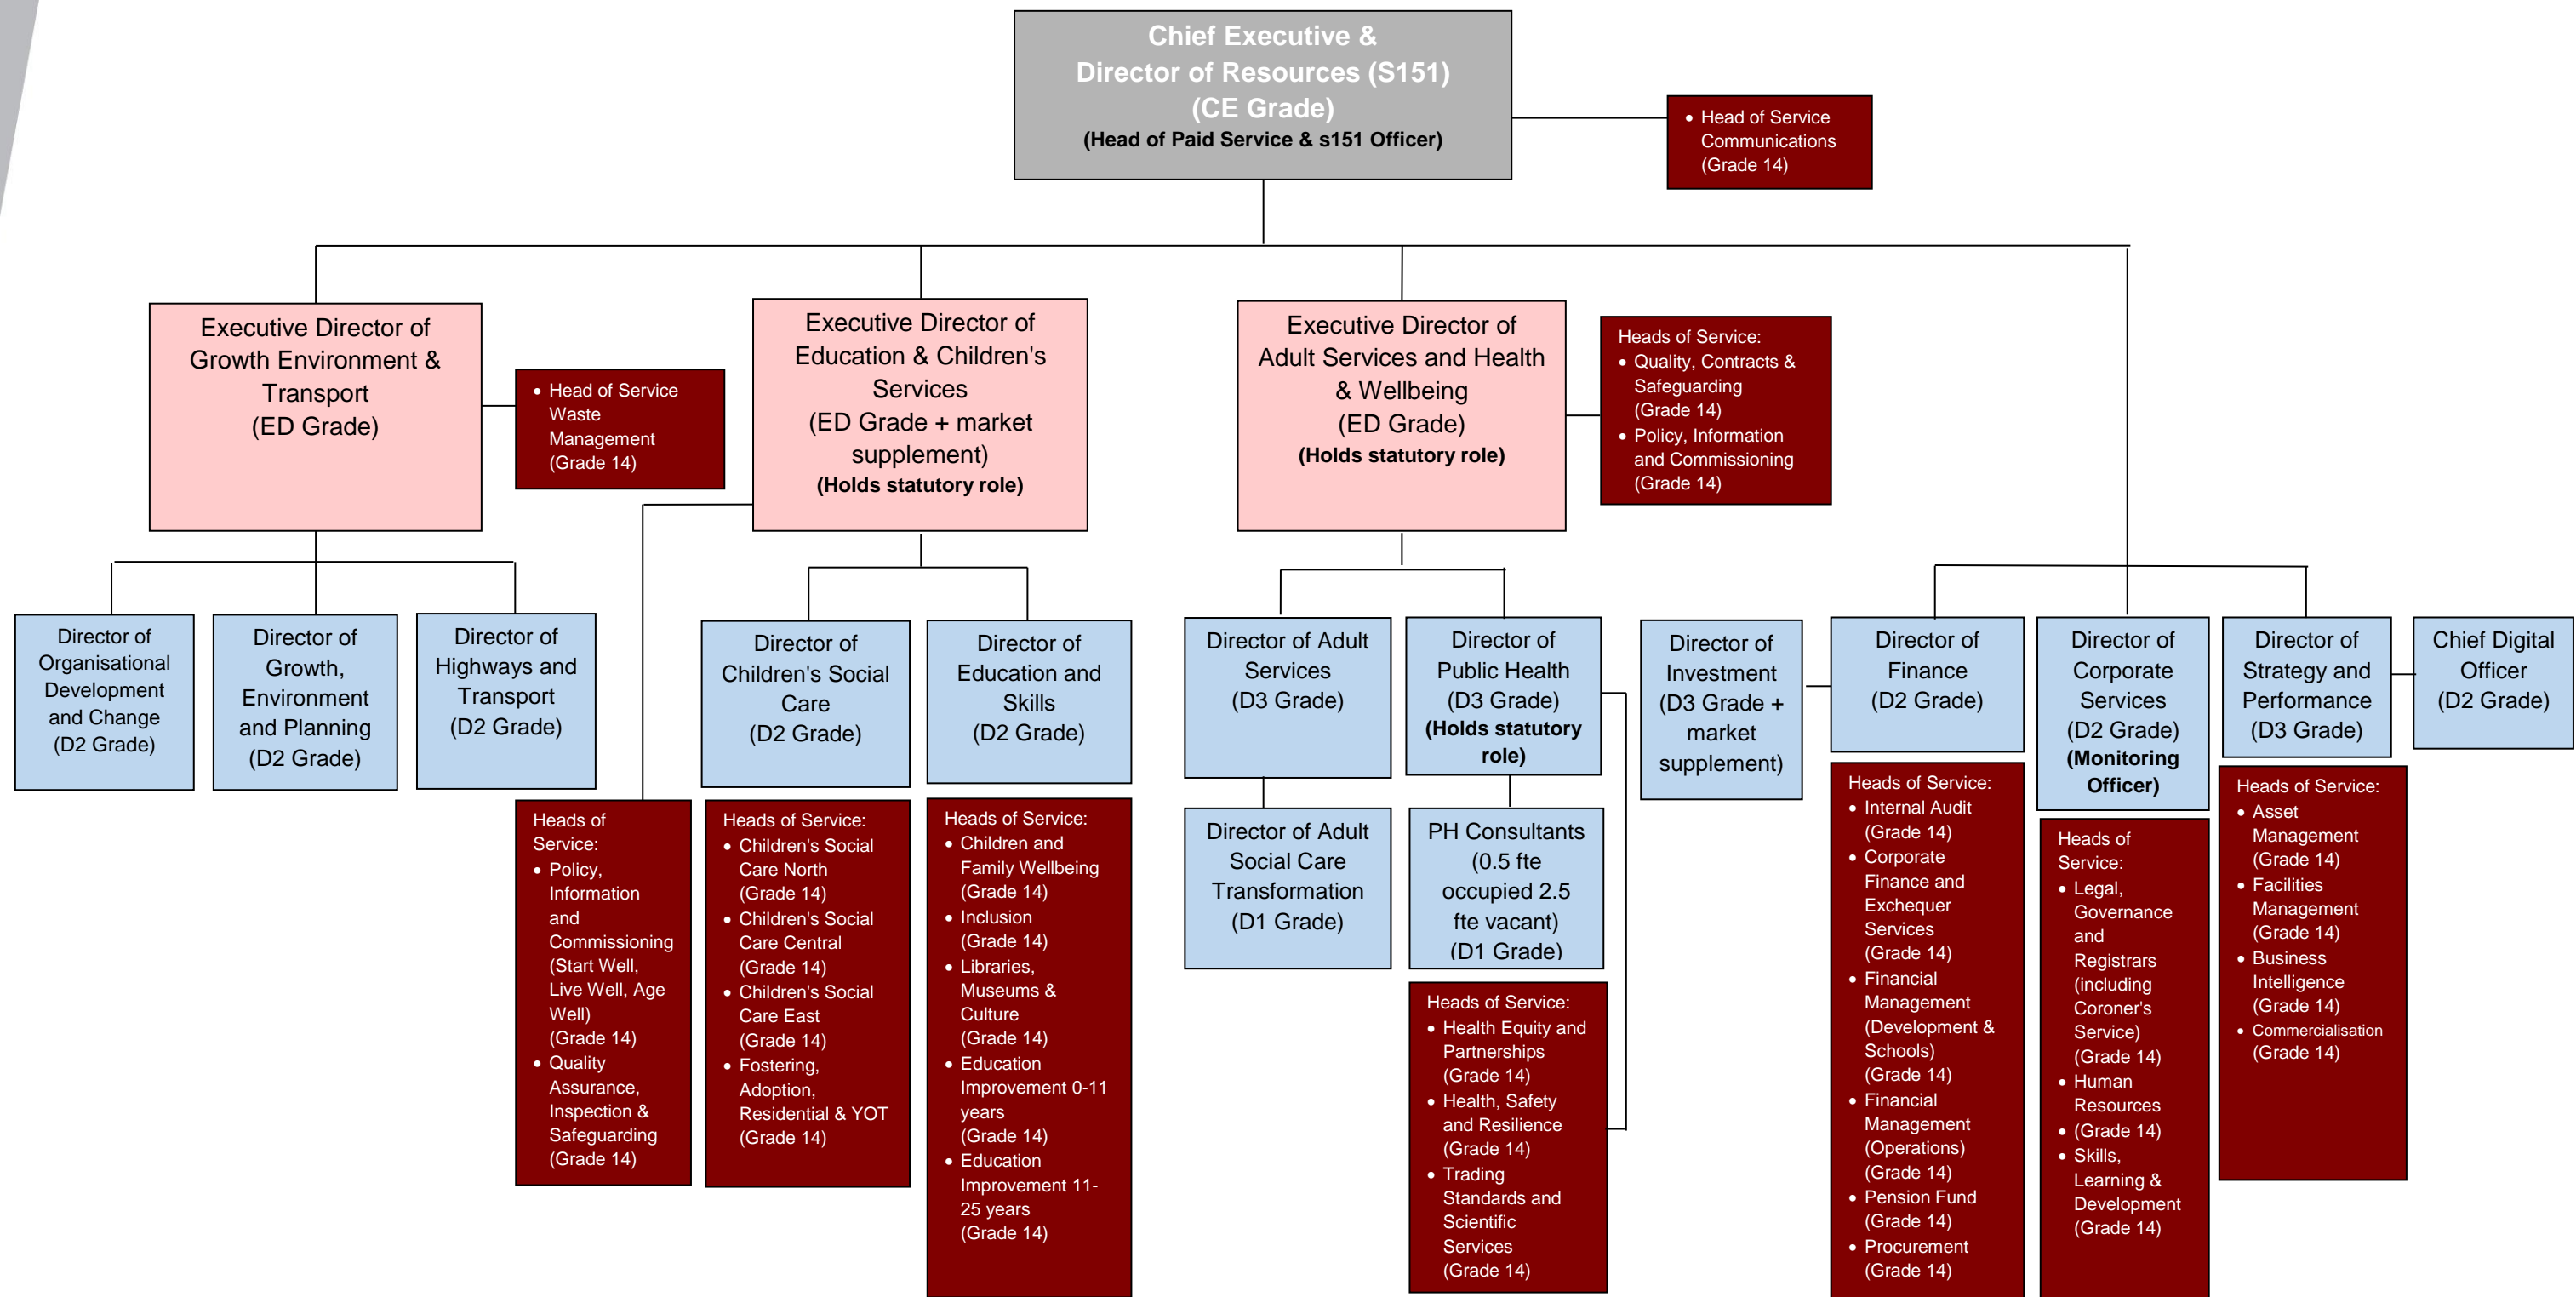 Chief Executive &
Director of Resources (S151)
(CE Grade)
(Head of Paid Service & s151 Officer)
• Head of Service
Communications
(Grade 14)
Executive Director of
Growth Environment &
Transport
(ED Grade)
• Head of Service
Waste
Management
(Grade 14)
Executive Director of
Education & Children's
Services
(ED Grade + market
supplement)
(Holds statutory role)
Executive Director of
Adult Services and Health
& Wellbeing
(ED Grade)
(Holds statutory role)
Heads of Service:
• Quality, Contracts &
Safeguarding
(Grade 14)
• Policy, Information
and Commissioning
(Grade 14)
Director of
Organisational
Development
and Change
(D2 Grade)
Director of
Growth,
Environment
and Planning
(D2 Grade)
Director of
Highways and
Transport
(D2 Grade)
Director of
Children's Social
Care
(D2 Grade)
Director of
Education and
Skills
(D2 Grade)
Director of Adult
Services
(D3 Grade)
Director of
Public Health
(D3 Grade)
(Holds statutory
role)
Director of
Investment
(D3 Grade +
market
supplement)
Director of
Finance
(D2 Grade)
Director of
Corporate
Services
(D2 Grade)
(Monitoring
Officer)
Director of
Strategy and
Performance
(D3 Grade)
Chief Digital
Officer
(D2 Grade)
Heads of
Service:
• Policy,
Information
and
Commissioning
(Start Well,
Live Well, Age
Well)
(Grade 14)
• Quality
Assurance,
Inspection &
Safeguarding
(Grade 14)
Heads of Service:
• Children's Social
Care North
(Grade 14)
• Children's Social
Care Central
(Grade 14)
• Children's Social
Care East
(Grade 14)
• Fostering,
Adoption,
Residential & YOT
(Grade 14)
Heads of Service:
• Children and
Family Wellbeing
(Grade 14)
• Inclusion
(Grade 14)
• Libraries,
Museums &
Culture
(Grade 14)
• Education
Improvement 0-11
years
(Grade 14)
• Education
Improvement 11-
25 years
(Grade 14)
Director of Adult
Social Care
Transformation
(D1 Grade)
PH Consultants
(0.5 fte
occupied 2.5
fte vacant)
(D1 Grade)
Heads of Service:
• Health Equity and
Partnerships
(Grade 14)
• Health, Safety
and Resilience
(Grade 14)
• Trading
Standards and
Scientific
Services
(Grade 14)
Heads of Service:
• Internal Audit
(Grade 14)
• Corporate
Finance and
Exchequer
Services
(Grade 14)
• Financial
Management
(Development &
Schools)
(Grade 14)
• Financial
Management
(Operations)
(Grade 14)
• Pension Fund
(Grade 14)
• Procurement
(Grade 14)
Heads of
Service:
• Legal,
Governance
and
Registrars
(including
Coroner's
Service)
(Grade 14)
• Human
Resources
• (Grade 14)
• Skills,
Learning &
Development
(Grade 14)
Heads of Service:
• Asset
Management
(Grade 14)
• Facilities
Management
(Grade 14)
• Business
Intelligence
(Grade 14)
• Commercialisation
(Grade 14)